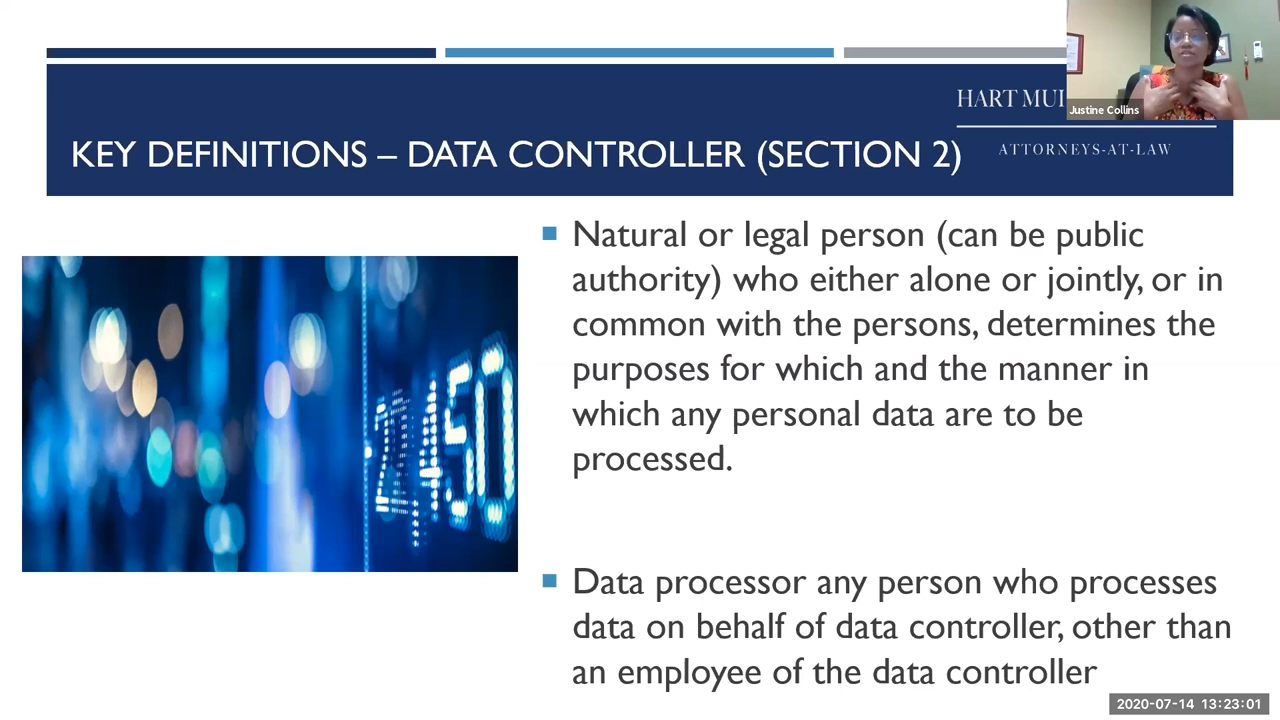 HART MU
Justine Collins
KEY DEFINITIONS – DATA CONTROLLER (SECTION 2)
ATTORNEYS-AT-LAW
Natural or legal person (can be public
authority) who either alone or jointly, or in
common with the persons, determines the
purposes for which and the manner in
which any personal data are to be
processed.
21,450
Data processor any person who processes
data on behalf of data controller, other than
an employee of the data controller
2020-07-14 13:23:01